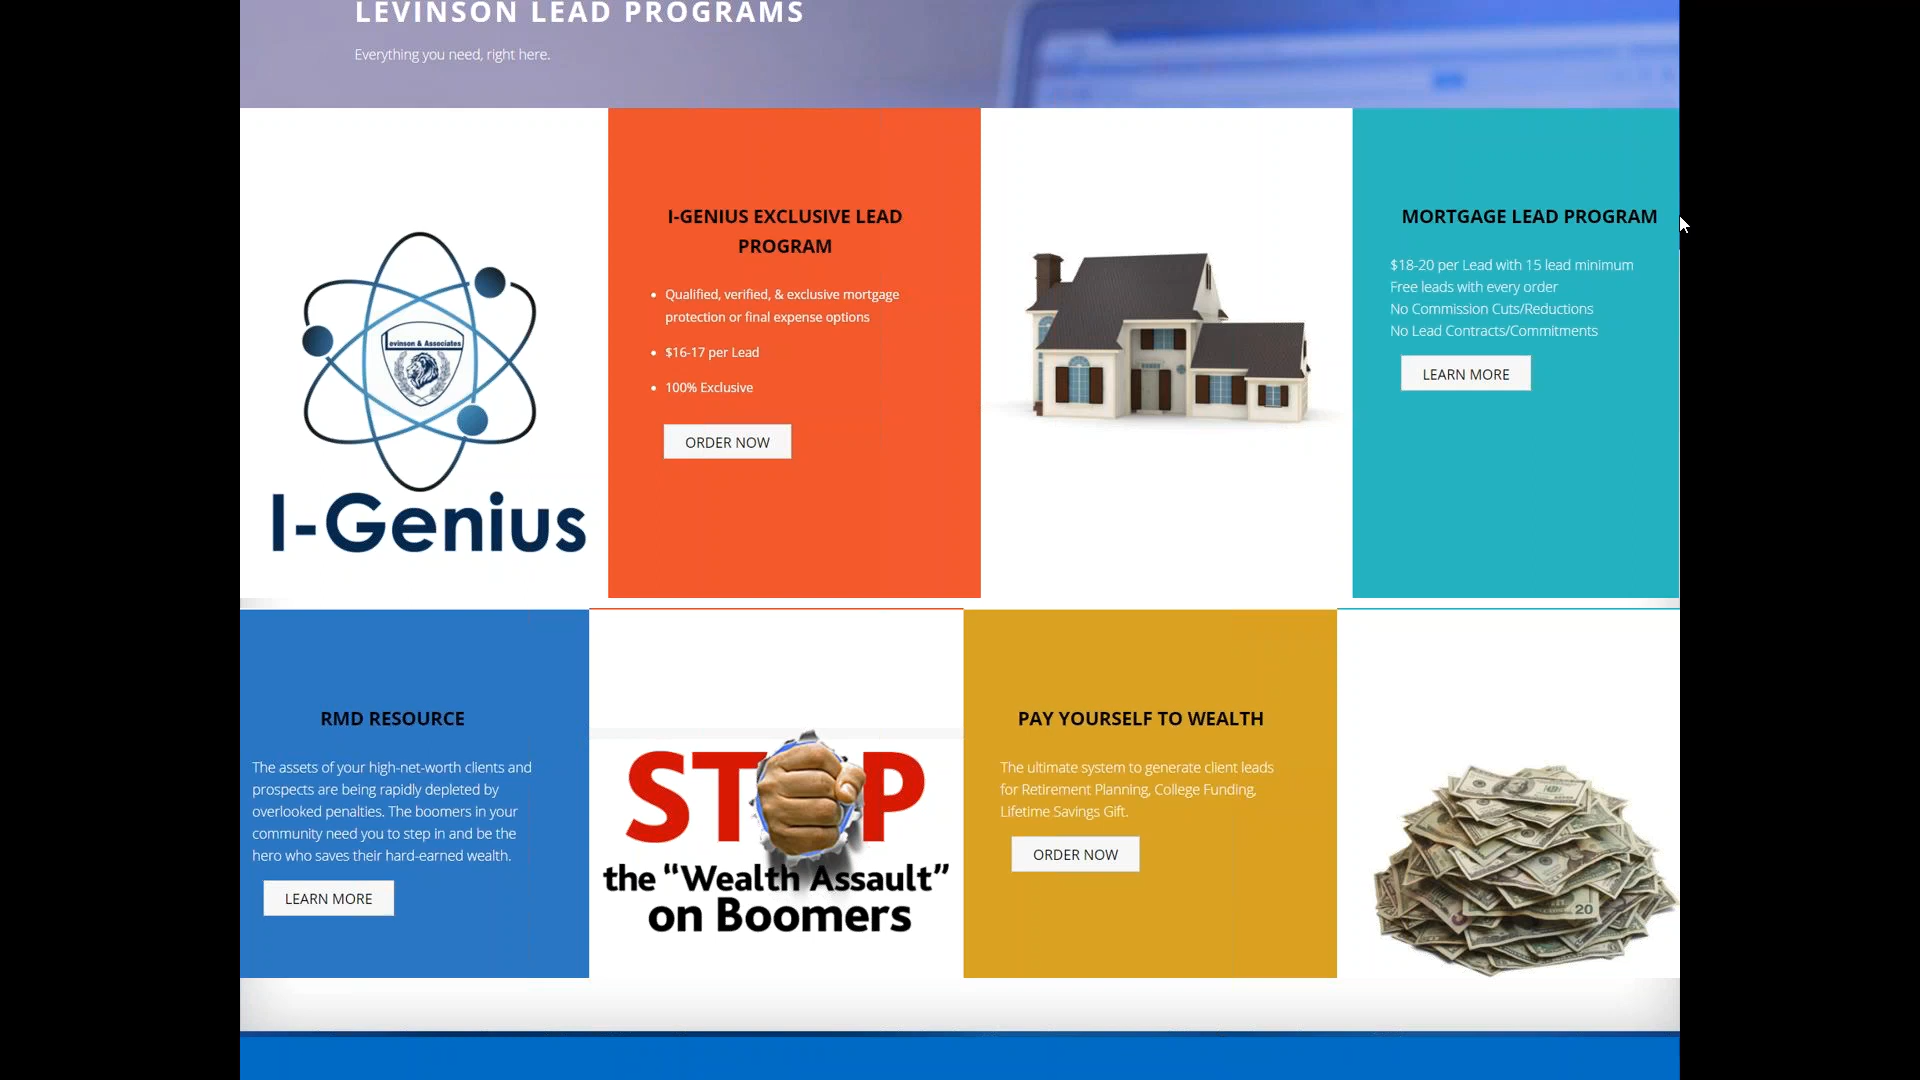 LEVINSON LEAD PROGRAMS
Everything you need, right here.
Levinson & Associates
I-Genius
I-GENIUS EXCLUSIVE LEAD
PROGRAM
• Qualified, verified, & exclusive mortgage
protection or final expense options
• $16-17 per Lead
• 100% Exclusive
ORDER NOW
MORTGAGE LEAD PROGRAM
$18-20 per Lead with 15 lead minimum
Free leads with every order
No Commission Cuts/Reductions
No Lead Contracts/Commitments
LEARN MORE
RMD RESOURCE
The assets of your high-net-worth clients and
prospects are being rapidly depleted by
overlooked penalties. The boomers in your
community need you to step in and be the
hero who saves their hard-earned wealth.
LEARN MORE
STOP
the “Wealth Assault”
on Boomers
PAY YOURSELF TO WEALTH
The ultimate system to generate client leads
for Retirement Planning, College Funding,
Lifetime Savings Gift.
ORDER NOW
20